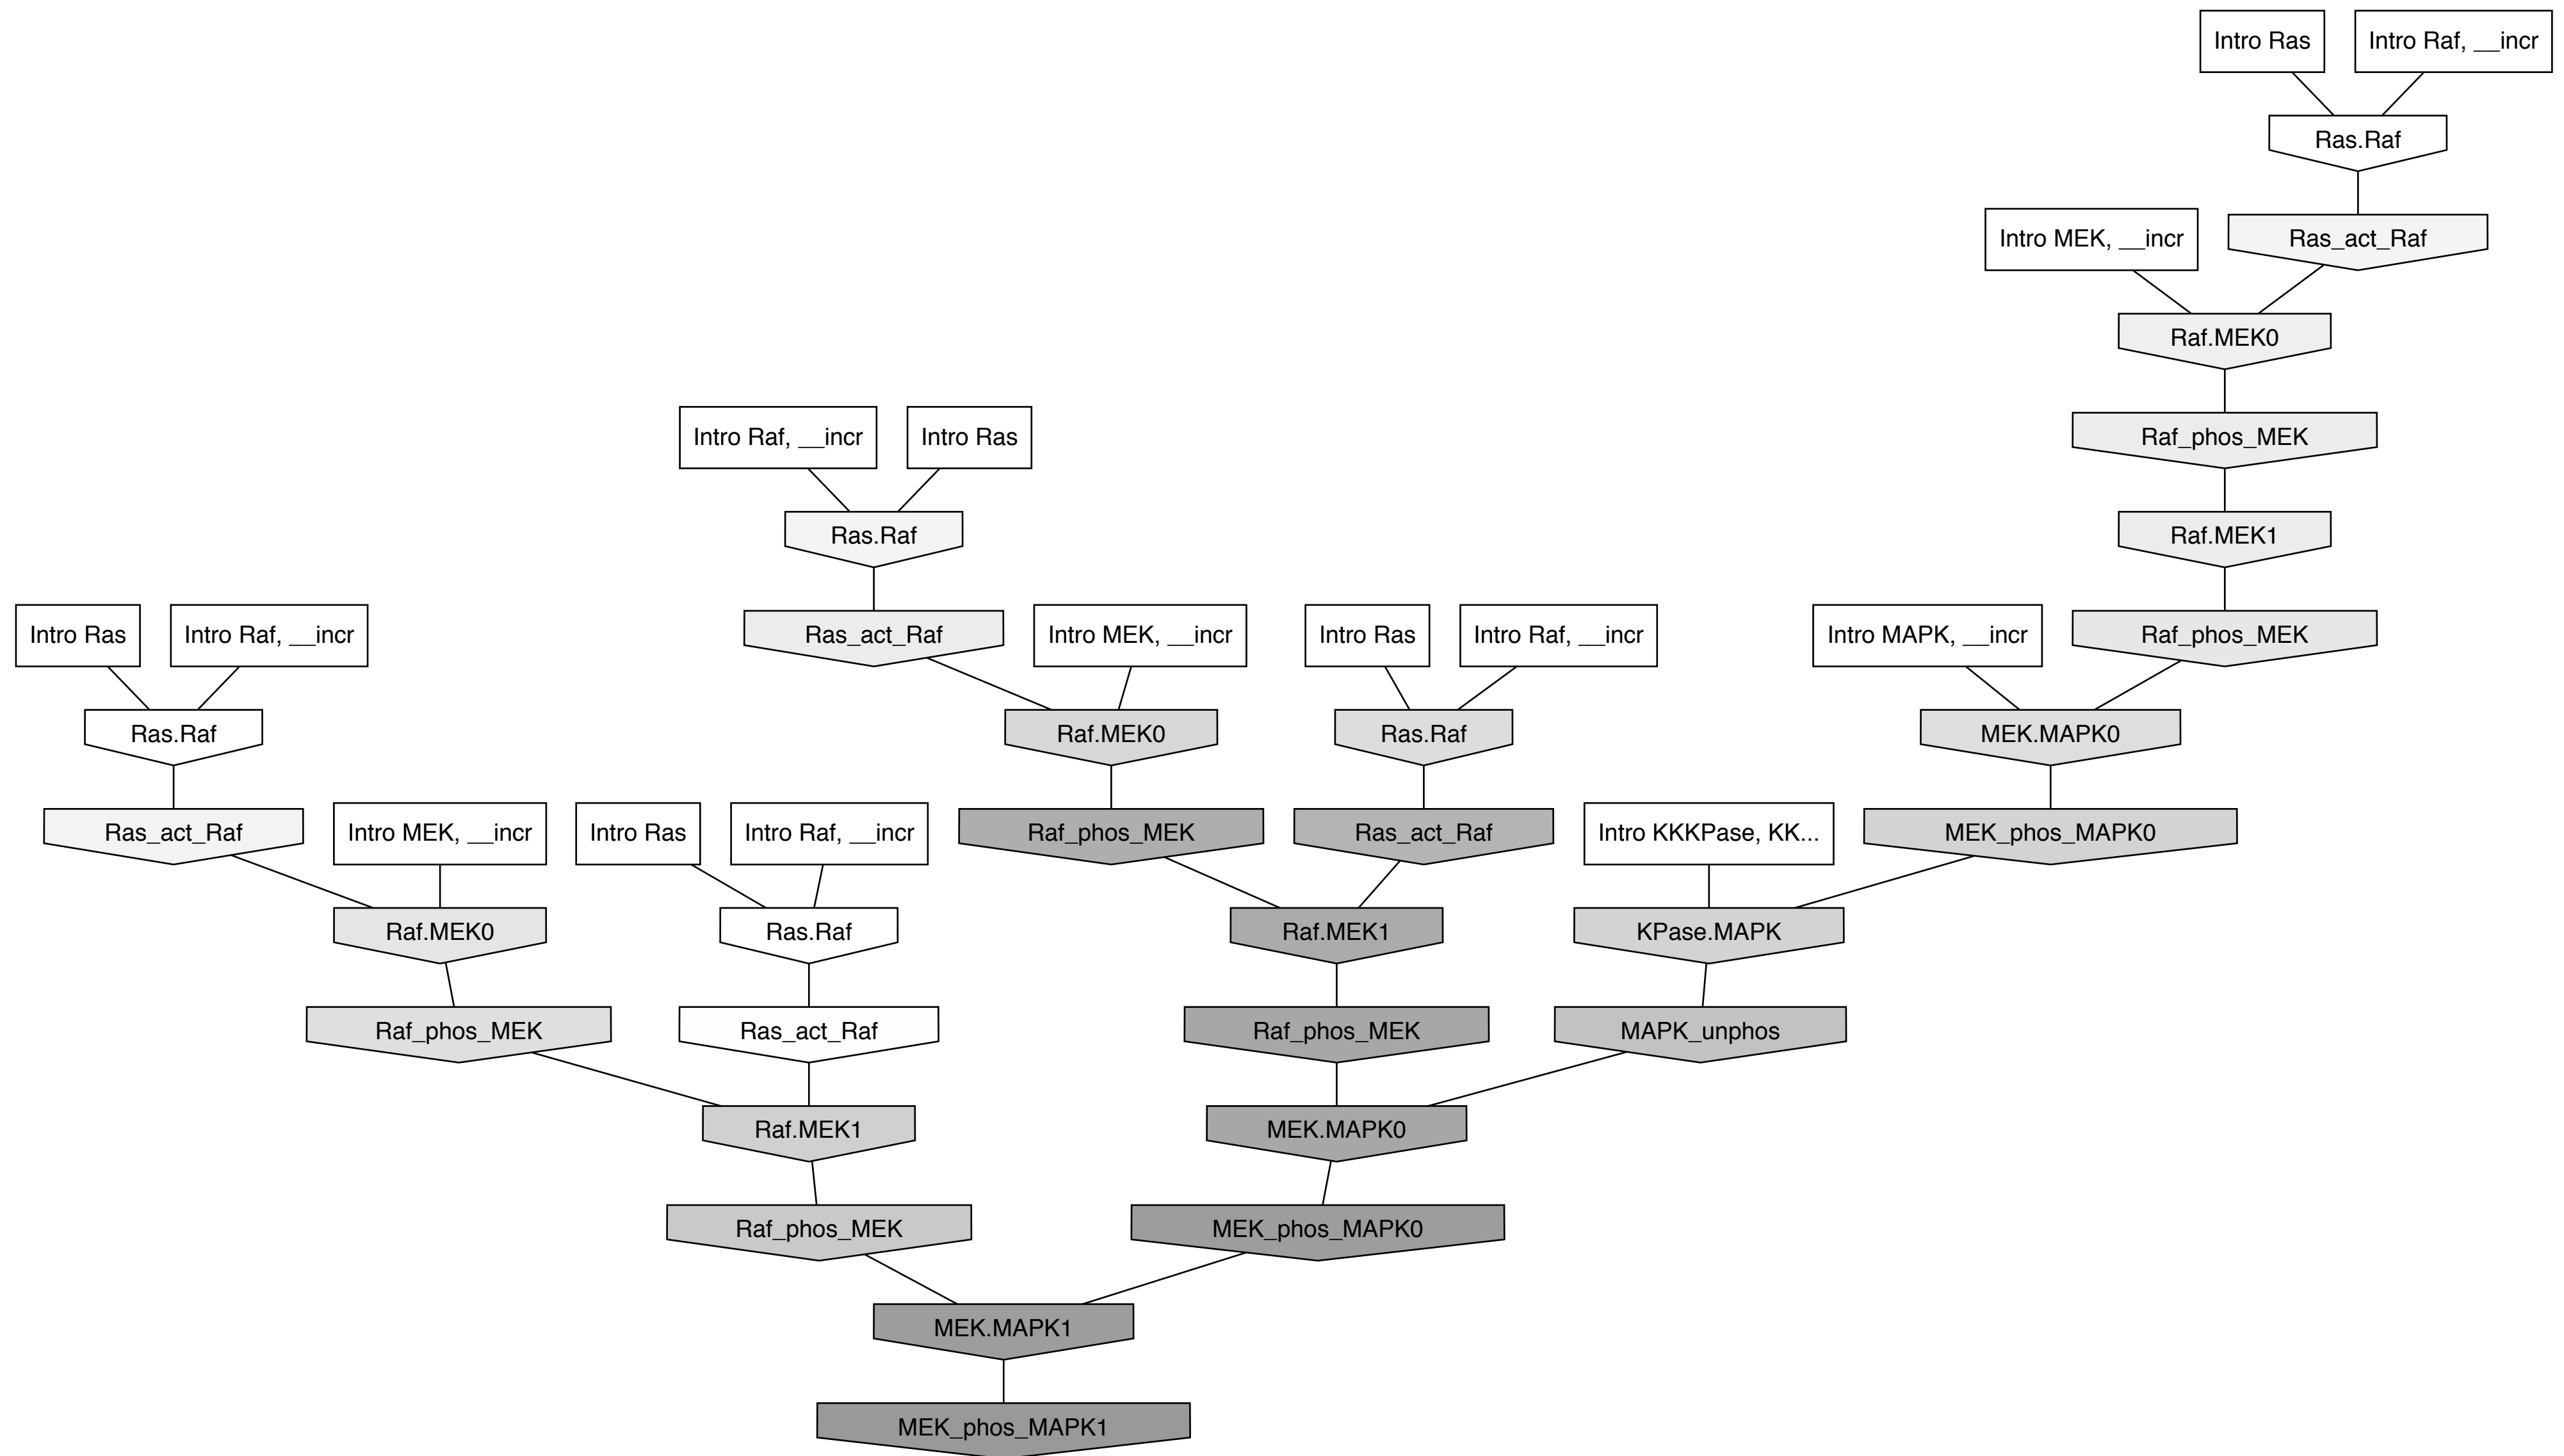 Intro Ras
Intro Raf, __incr
Ras.Raf
Intro MEK, __incr
Ras_act_Raf
Raf.MEK0
Intro Raf, __incr
Intro Ras
Raf_phos_MEK
Ras.Raf
Raf.MEK1
Intro Ras
Intro Raf, __incr
Ras_act_Raf
Intro MEK, __incr
Intro Ras
Intro Raf, __incr
Intro MAPK, __incr
Raf_phos_MEK
Ras.Raf
Raf.MEK0
Ras.Raf
MEK.MAPK0
Ras_act_Raf
Intro MEK, __incr
Intro Ras
Intro Raf, __incr
Raf_phos_MEK
Ras_act_Raf
Intro KKKPase, KK...
MEK_phos_MAPK0
Raf.MEK0
Ras.Raf
Raf.MEK1
KPase.MAPK
Raf_phos_MEK
Ras_act_Raf
Raf_phos_MEK
MAPK_unphos
Raf.MEK1
MEK.MAPK0
Raf_phos_MEK
MEK_phos_MAPK0
MEK.MAPK1
MEK_phos_MAPK1